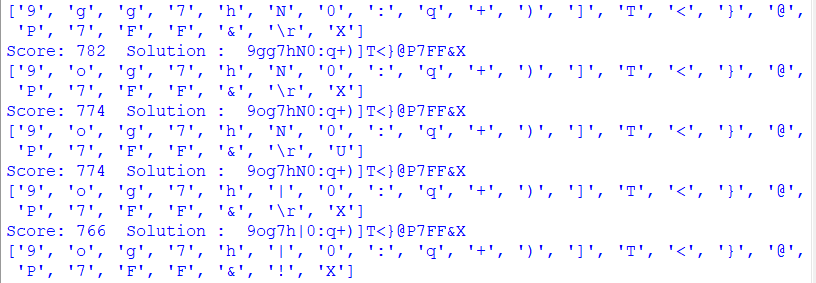 ['9', 'g', 'g', '7', 'h', 'N', '0', ':', 'q', '+', ')', ']', 'T', '<', '}', '@',
'P', '7', 'F', 'F', '&', '\r', 'X']
Score: 782  Solution :  9gg7hN0:q+)]T<}@P7FF&X
['9', 'o', 'g', '7', 'h', 'N', '0', ':', 'q', '+', ')', ']', 'T', '<', '}', '@',
'P', '7', 'F', 'F', '&', '\r', 'X']
Score: 774  Solution :  9og7hN0:q+)]T<}@P7FF&X
['9', 'o', 'g', '7', 'h', 'N', '0', ':', 'q', '+', ')', ']', 'T', '<', '}', '@',
'P', '7', 'F', 'F', '&', '\r', 'U']
Score: 774  Solution :  9og7hN0:q+)]T<}@P7FF&X
['9', 'o', 'g', '7', 'h', '|', '0', ':', 'q', '+', ')', ']', 'T', '<', '}', '@',
'P', '7', 'F', 'F', '&', '\r', 'X']
Score: 766  Solution :  9og7h|0:q+)]T<}@P7FF&X
['9', 'o', 'g', '7', 'h', '|', '0', ':', 'q', '+', ')', ']', 'T', '<', '}', '@',
'P', '7', 'F', 'F', '&', '!', 'X']